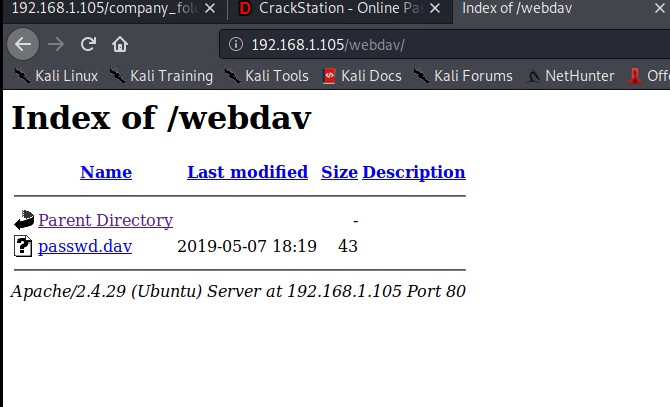 192.168.1.105/company_fol
CrackStation - Online Pas
Index of /webdav
192.168.1.105/webdav/
Kali Linux Kali Training Kali Tools Kali Docs Kali Forums NetHunter Offe
Index of /webdav
Name Last modified Size Description
Parent Directory -
passwd.dav 2019-05-07 18:19 43
Apache/2.4.29 (Ubuntu) Server at 192.168.1.105 Port 80